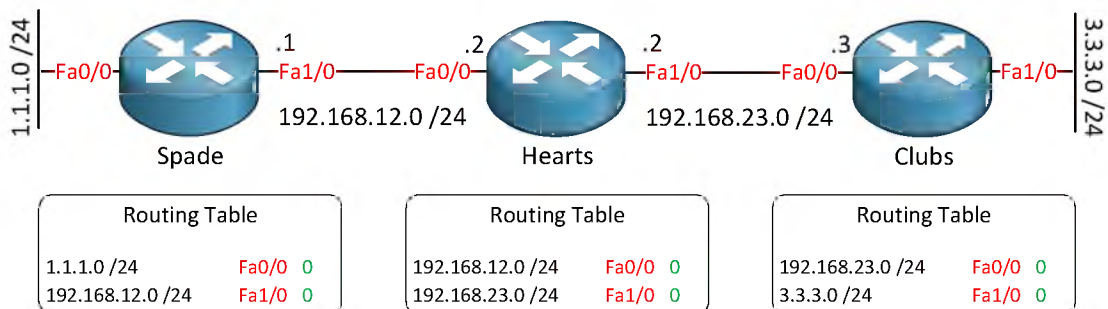 1.1.1.0 /24
Fa0/0
.1
Fa1/0
192.168.12.0 /24
.2
Fa0/0
.2
Fa1/0
192.168.23.0 /24
.3
Fa0/0
Fa1/0
3.3.3.0 /24
Spade
Hearts
Clubs
Routing Table
1.1.1.0 /24 Fa0/0 0
192.168.12.0 /24 Fa1/0 0
Routing Table
192.168.12.0 /24 Fa0/0 0
192.168.23.0 /24 Fa1/0 0
Routing Table
192.168.23.0 /24 Fa0/0 0
3.3.3.0 /24 Fa1/0 0